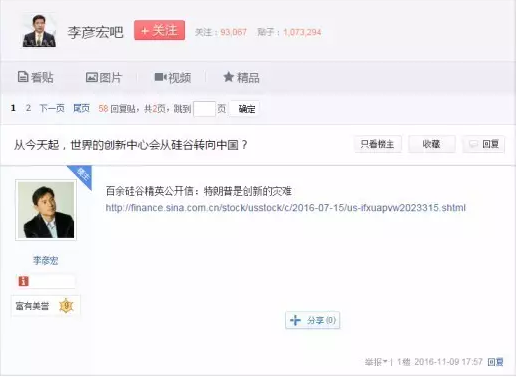 李彦宏吧
+ 关注
关注：93,067 贴子：1,073,294
看贴 图片 视频 精品
1 2 下一页 尾页 58 回复贴，共2页，跳到 页 确定
从今天起，世界的创新中心会从硅谷转向中国？
只看楼主 收藏 回复
楼主
百余硅谷精英公开信：特朗普是创新的灾难
http://finance.sina.com.cn/stock/usstock/c/2016-07-15/us-ifxuapvw2023315.shtml
李彦宏
富有美誉 9
分享(0)
举报 | 1楼 2016-11-09 17:57 回复